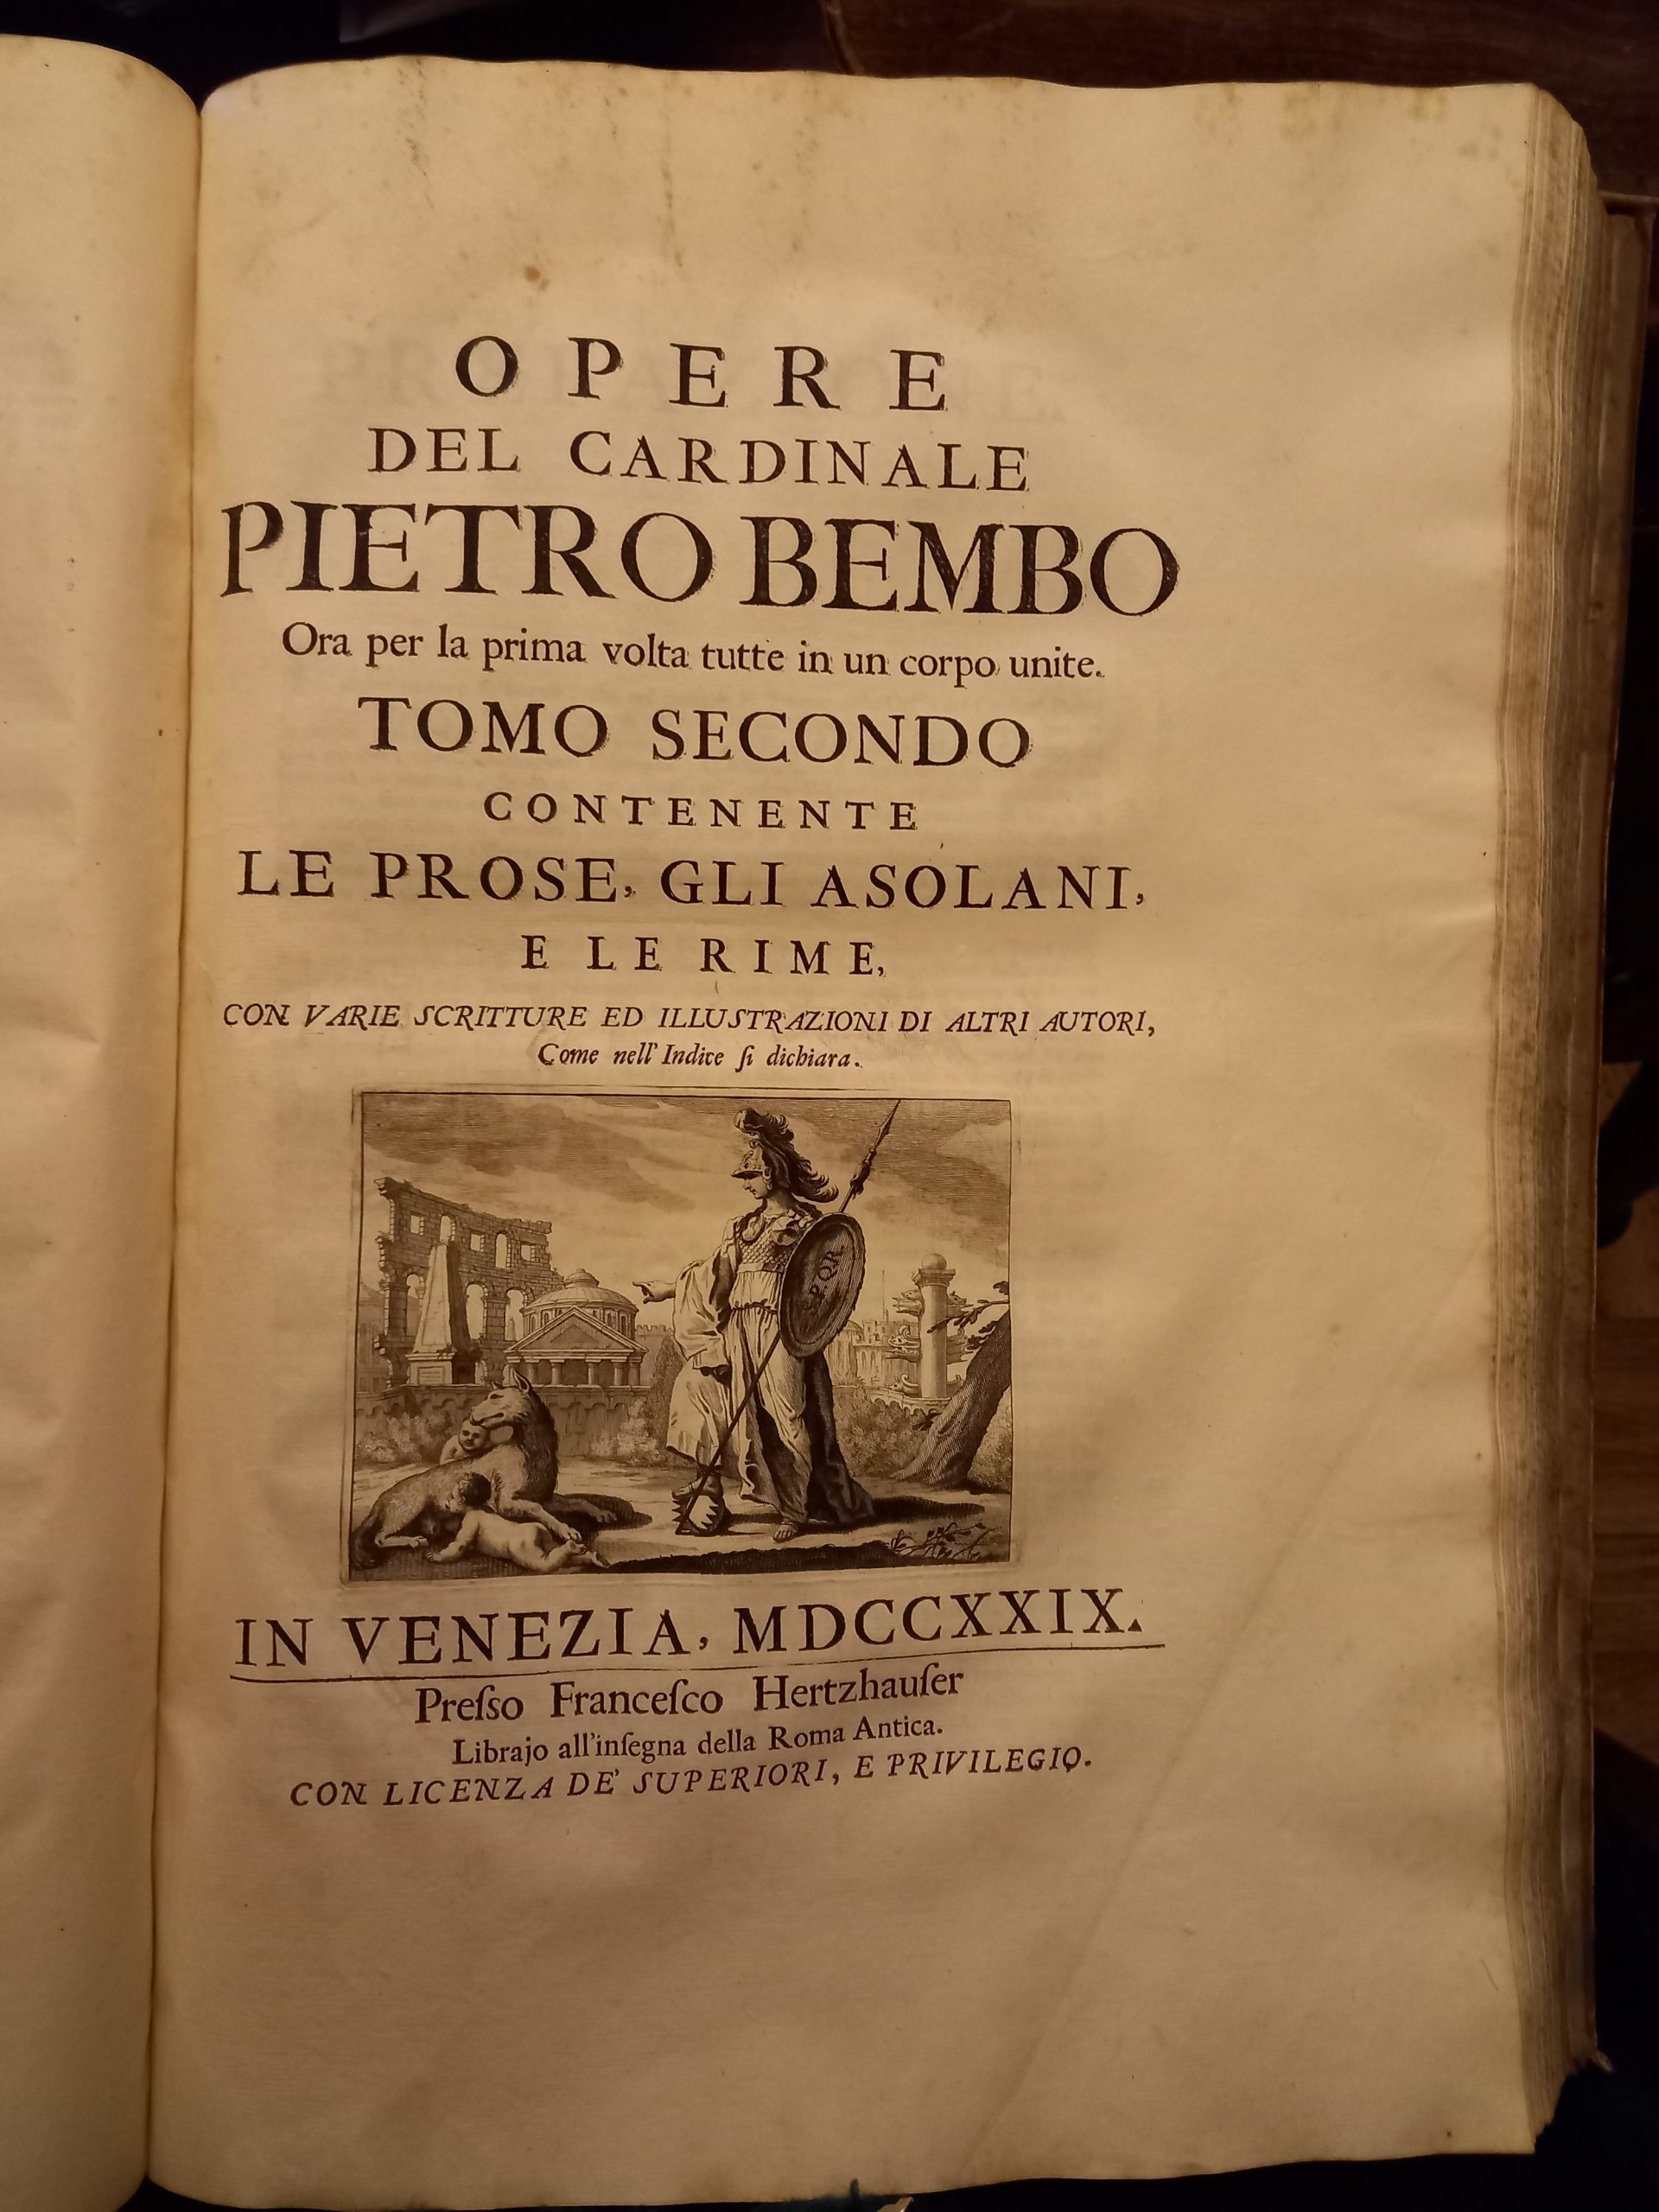 OPERE
DEL CARDINALE
PIETRO BEMBO
Ora per la prima volta tutte in un corpo unite.
TOMO SECONDO
CONTENENTE
LE PROSE, GLI ASOLANI,
E LE RIME,
CON VARIE SCRITTURE ED ILLUSTRAZIONI DI ALTRI AUTORI,
Come nell' Indice ſi dichiara.
S.P.Q.R.
IN VENEZIA, MDCCXXIX.
Preſſo Franceſco Hertzhauſer
Librajo all'inſegna della Roma Antica.
CON LICENZA DE' SUPERIORI, E PRIVILEGIO.